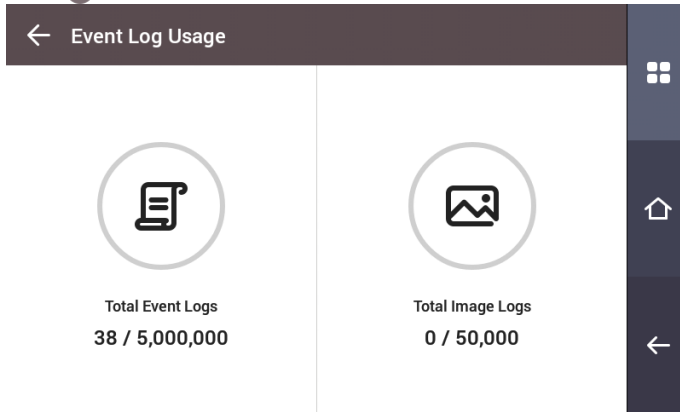 Event Log Usage
Total Event Logs
38 / 5,000,000
Total Image Logs
0 / 50,000